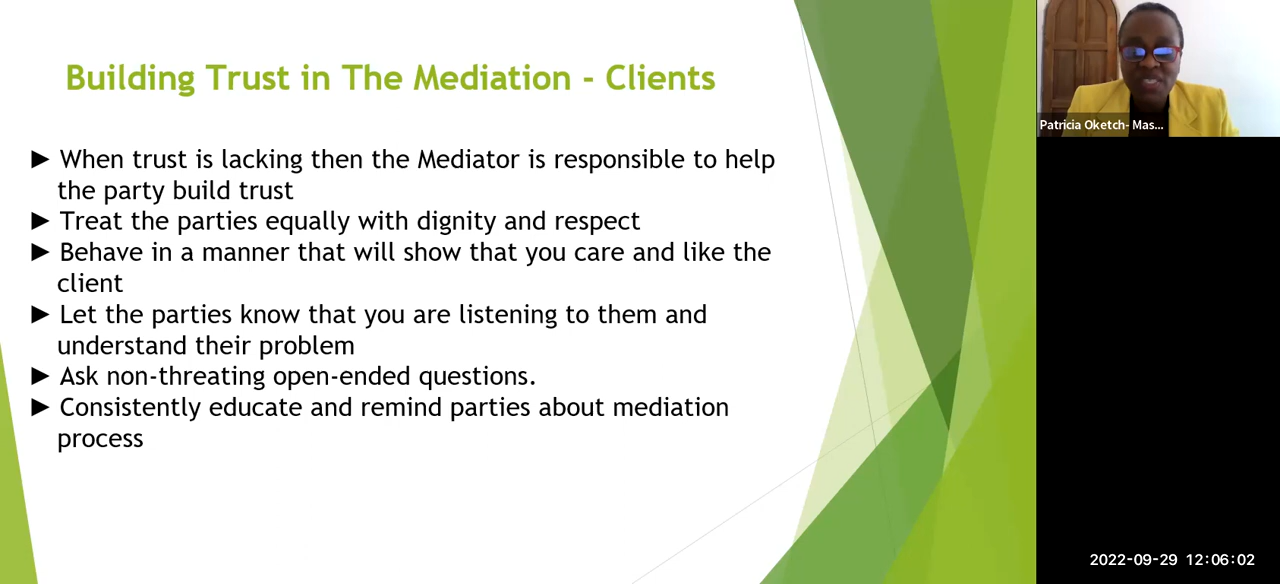 Building Trust in The Mediation - Clients
► When trust is lacking then the Mediator is responsible to help
the party build trust
► Treat the parties equally with dignity and respect
► Behave in a manner that will show that you care and like the
client
► Let the parties know that you are listening to them and
understand their problem
► Ask non-threating open-ended questions.
► Consistently educate and remind parties about mediation
process
Patricia Oketch- Mas...
2022-09-29 12:06:02